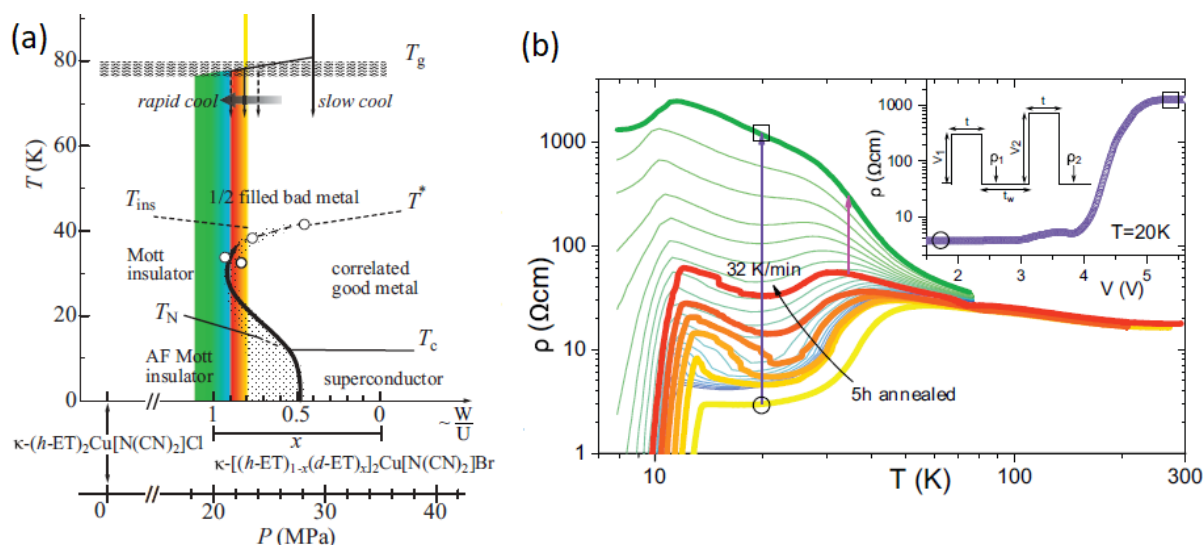 (a)
80
60
40
20
0
T (K)
T_g
rapid cool
slow cool
T_ins
1/2 filled bad metal
T*
Mott
insulator
correlated
good metal
T_N
T_c
AF Mott
insulator
superconductor
0
1
0.5
0
~ W/U
x
κ-(h-ET)₂Cu[N(CN)₂]Cl
κ-[(h-ET)₁₋ₓ(d-ET)ₓ]₂Cu[N(CN)₂]Br
0
20
30
40
P (MPa)
(b)
1000
100
10
1
ρ (Ωcm)
32 K/min
5h annealed
10
100
300
T (K)
1000
100
10
ρ (Ωcm)
t
t
V₁
V₂
ρ₁
ρ₂
t_w
T=20K
2
3
4
5
V (V)